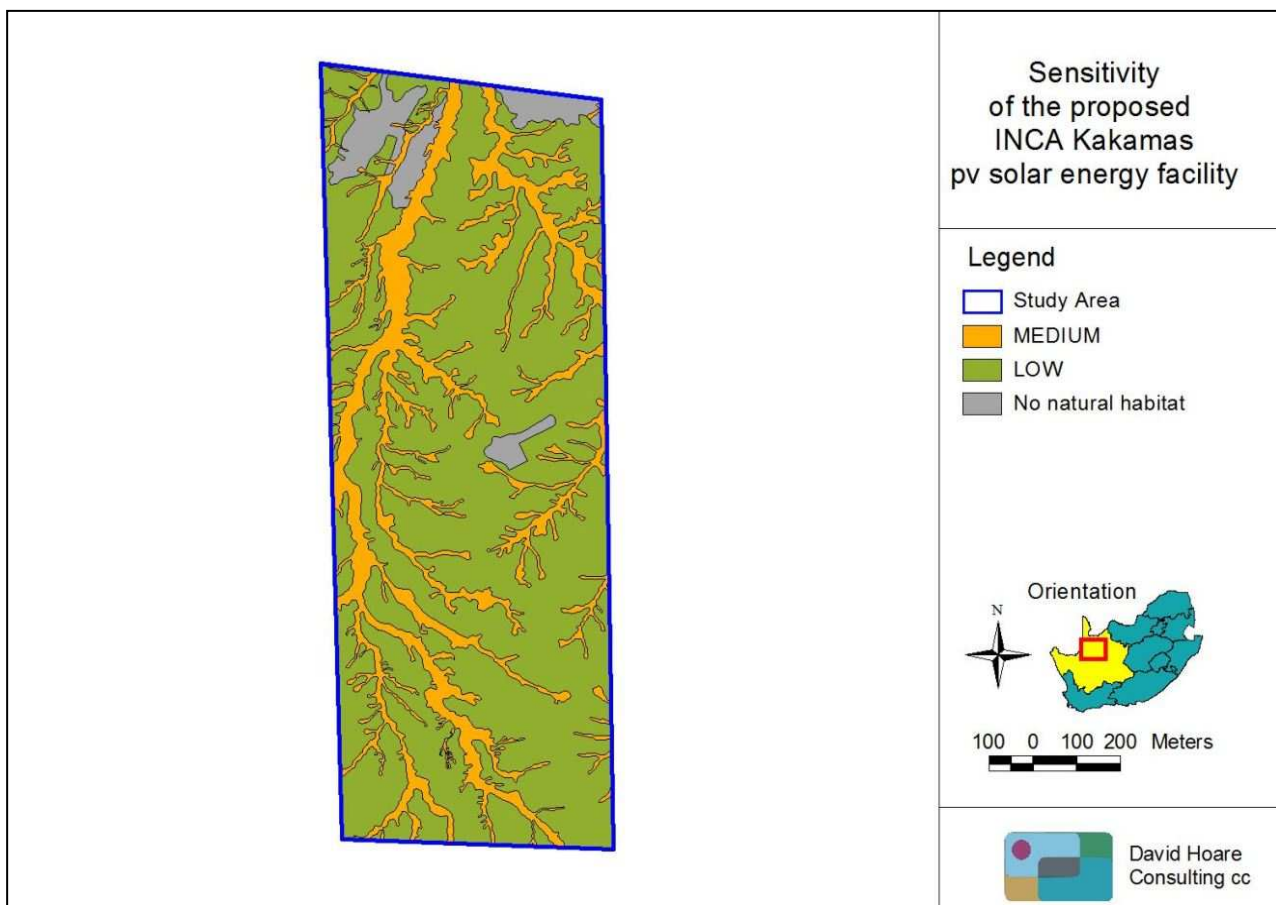 Sensitivity
of the proposed
INCA Kakamas
pv solar energy facility
Legend
Study Area
MEDIUM
LOW
No natural habitat
Orientation
N
100 0 100 200 Meters
David Hoare
Consulting cc